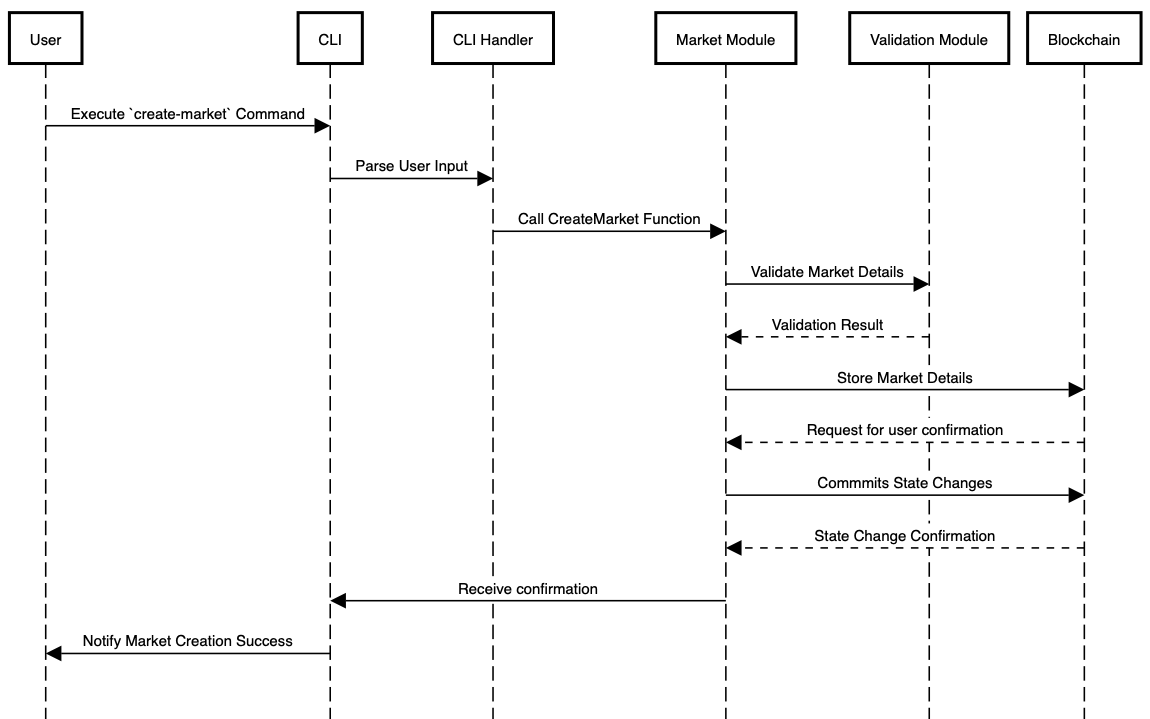 User
CLI
CLI Handler
Market Module
Validation Module
Blockchain
Execute `create-market` Command
Parse User Input
Call CreateMarket Function
Validate Market Details
Validation Result
Store Market Details
Request for user confirmation
Commmits State Changes
State Change Confirmation
Receive confirmation
Notify Market Creation Success